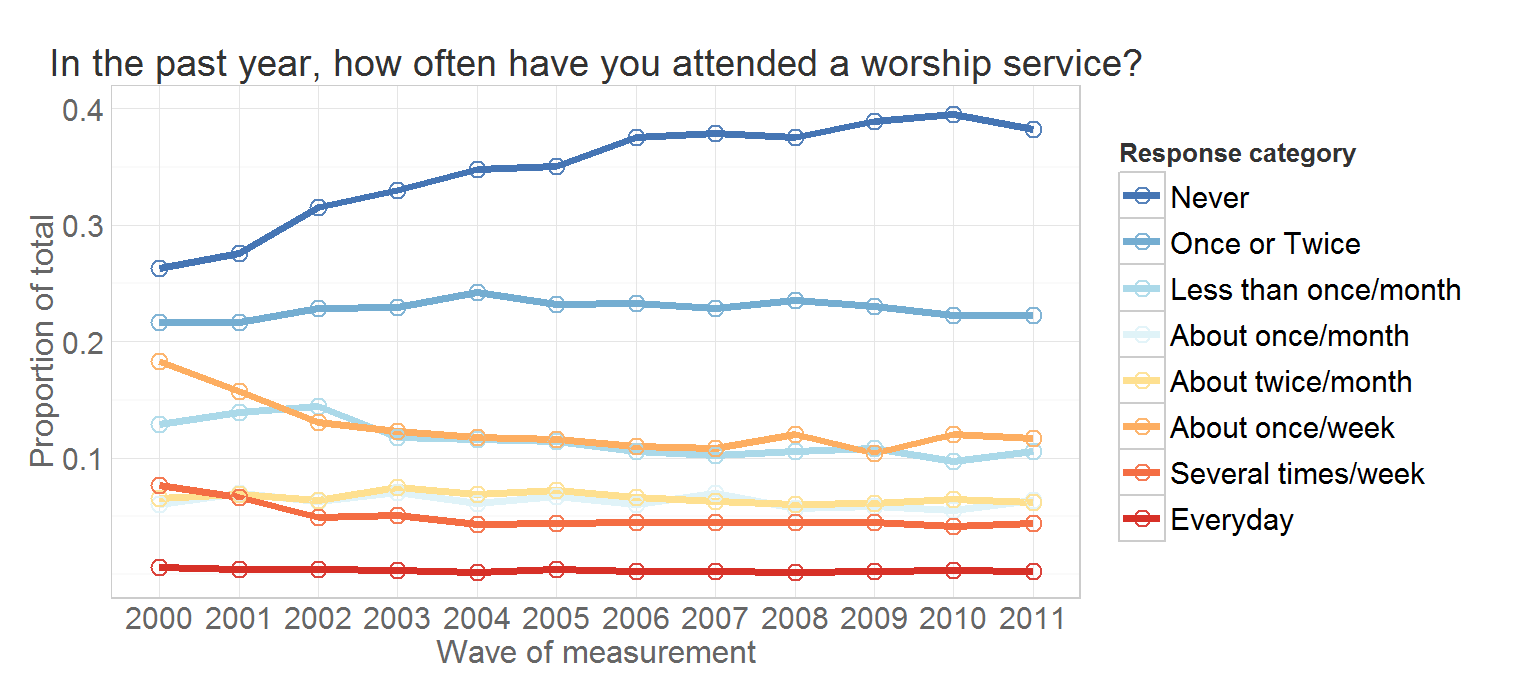 In the past year, how often have you attended a worship service?
0.4
0.3
0.2
0.1
Proportion of total
2000 2001 2002 2003 2004 2005 2006 2007 2008 2009 2010 2011
Wave of measurement
Response category
Never
Once or Twice
Less than once/month
About once/month
About twice/month
About once/week
Several times/week
Everyday